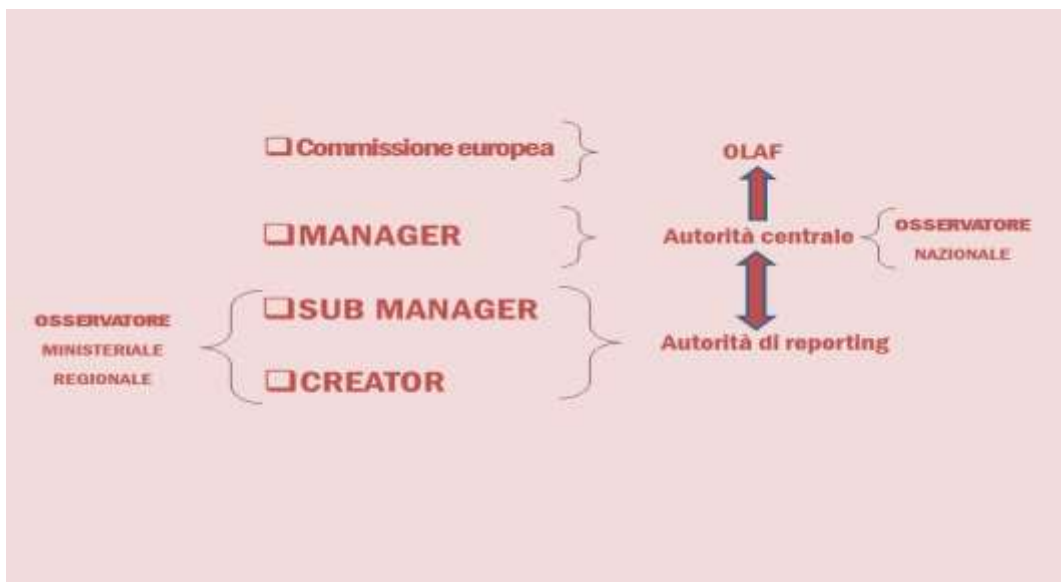 Commissione europea
OLAF
MANAGER
Autorità centrale
OSSERVATORE
NAZIONALE
SUB MANAGER
OSSERVATORE
MINISTERIALE
REGIONALE
Autorità di reporting
CREATOR